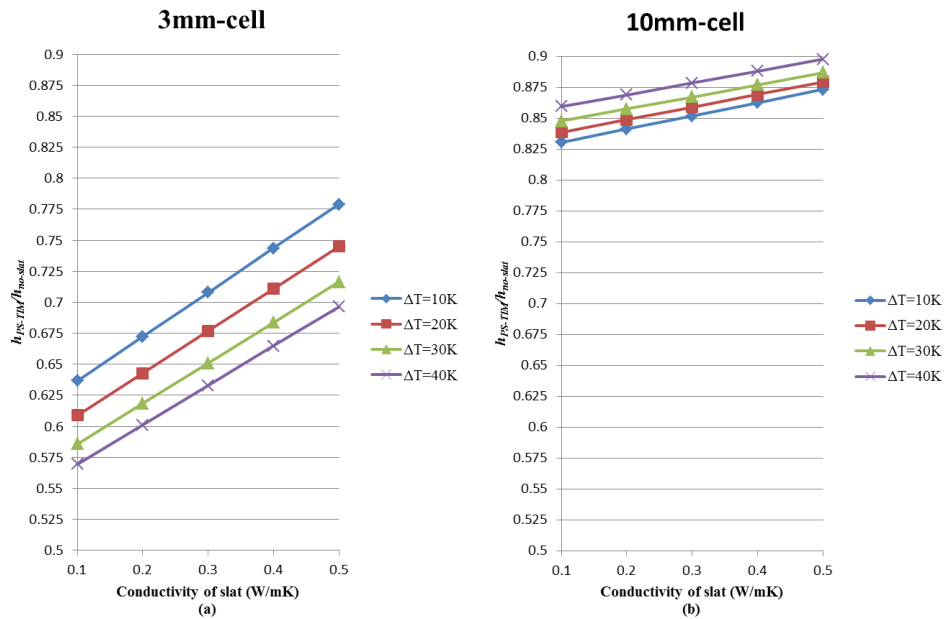 3mm-cell
0.9
0.875
0.85
0.825
0.8
0.775
0.75
0.725
0.7
0.675
0.65
0.625
0.6
0.575
0.55
0.525
0.5
h_PS-TIM/h_no-slat
0.1 0.2 0.3 0.4 0.5
Conductivity of slat (W/mK)
(a)
ΔT=10K
ΔT=20K
ΔT=30K
ΔT=40K
10mm-cell
0.9
0.875
0.85
0.825
0.8
0.775
0.75
0.725
0.7
0.675
0.65
0.625
0.6
0.575
0.55
0.525
0.5
h_PS-TIM/h_no-slat
0.1 0.2 0.3 0.4 0.5
Conductivity of slat (W/mK)
(b)
ΔT=10K
ΔT=20K
ΔT=30K
ΔT=40K